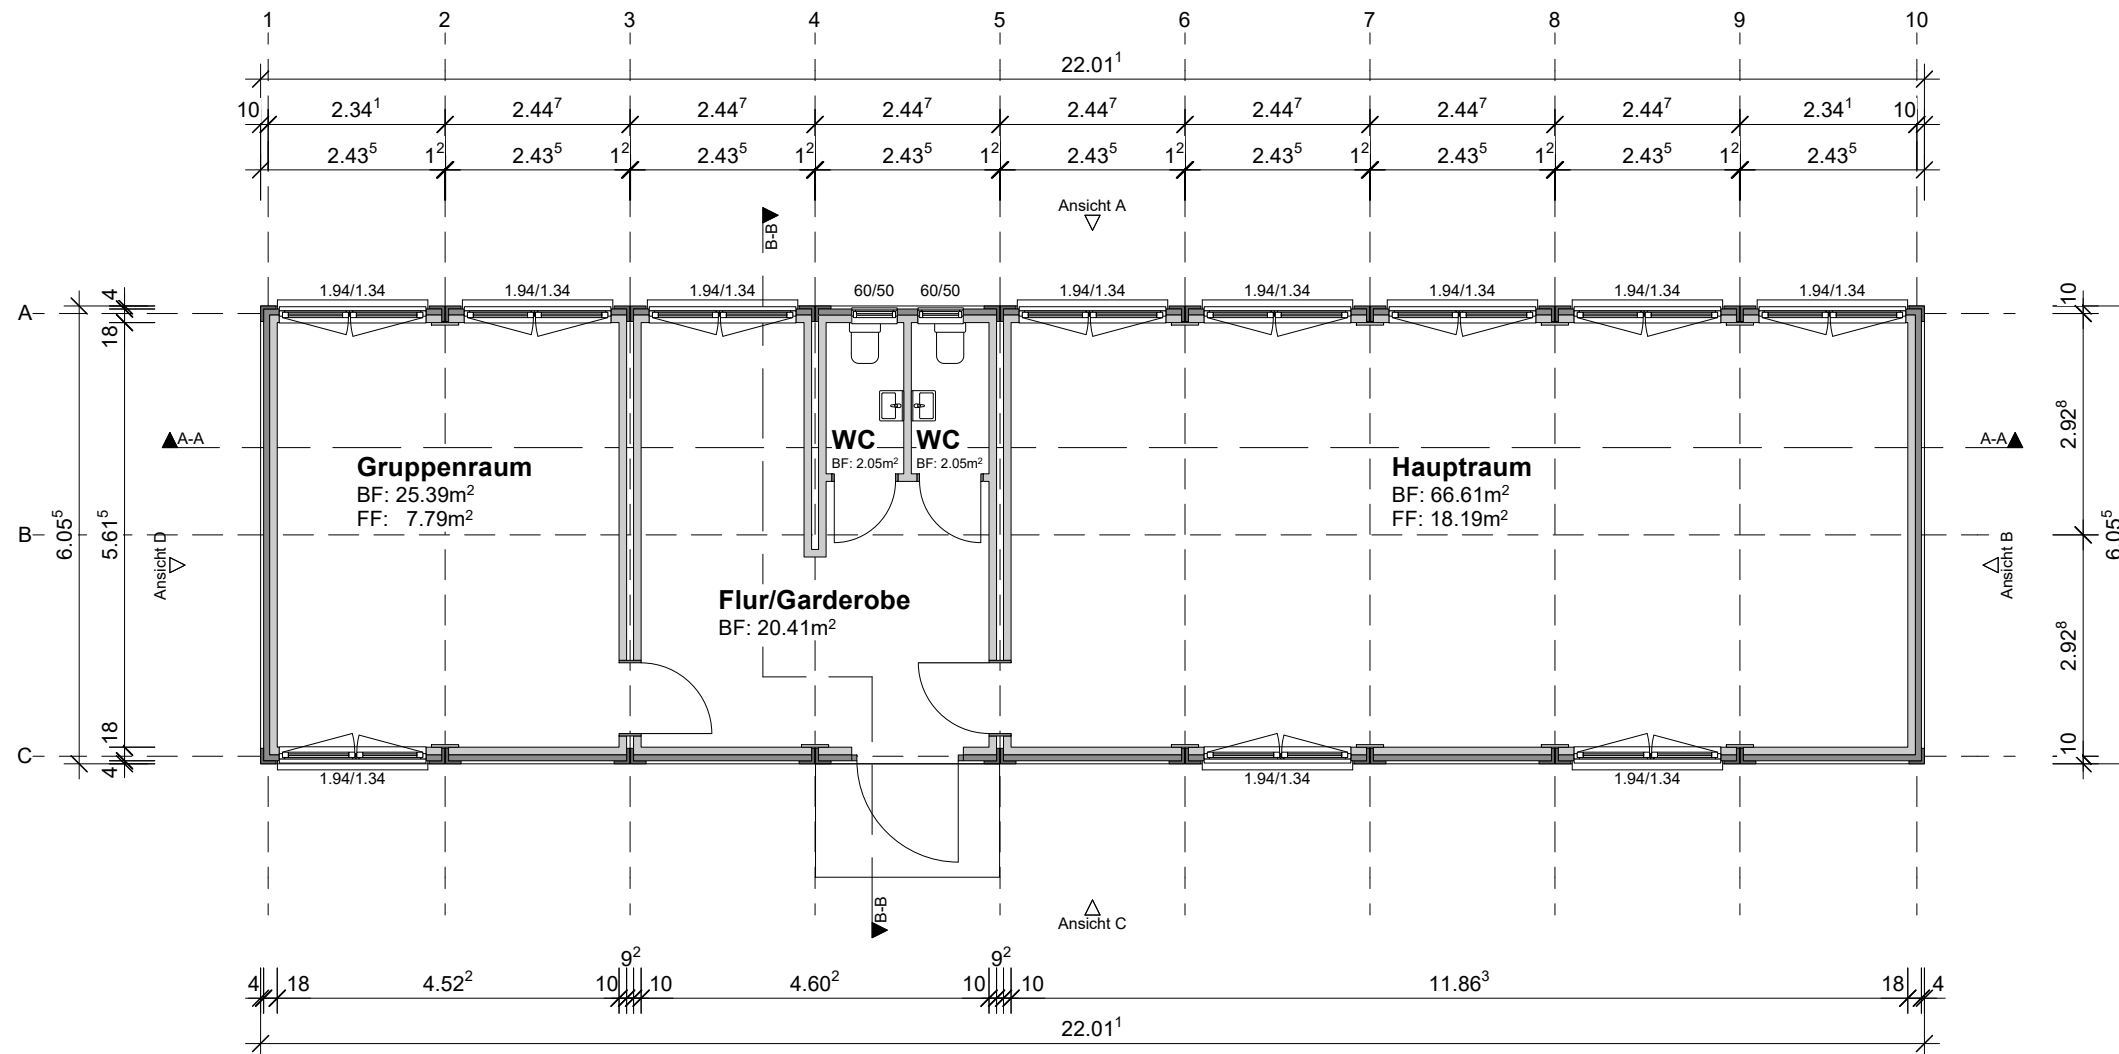 1 2 3 4 5 6 7 8 9 10
22.01¹
10 2.34¹ 2.44⁷ 2.44⁷ 2.44⁷ 2.44⁷ 2.44⁷ 2.44⁷ 2.44⁷ 2.34¹ 10
2.43⁵ 1² 2.43⁵ 1² 2.43⁵ 1² 2.43⁵ 1² 2.43⁵ 1² 2.43⁵ 1² 2.43⁵ 1² 2.43⁵ 1² 2.43⁵
B-B
Ansicht A
1.94/1.34 1.94/1.34 1.94/1.34 60/50 60/50 1.94/1.34 1.94/1.34 1.94/1.34 1.94/1.34 1.94/1.34
A
B
C
6.05⁵
4
18
5.61⁵
18
4
Ansicht D
A-A
Gruppenraum
BF: 25.39m²
FF: 7.79m²
WC
BF: 2.05m²
WC
BF: 2.05m²
Flur/Garderobe
BF: 20.41m²
Hauptraum
BF: 66.61m²
FF: 18.19m²
A-A
Ansicht B
10
2.92⁸
2.92⁸
10
6.05⁵
1.94/1.34 1.94/1.34 1.94/1.34
B-B
Ansicht C
9² 9²
4 18 4.52² 10 10 4.60² 10 10 11.86³ 18 4
22.01¹